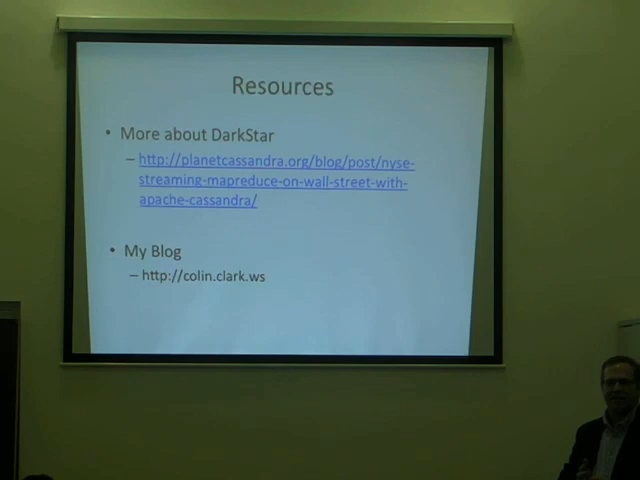 Resources
• More about DarkStar
– http://planetcassandra.org/blog/post/nyse-
streaming-mapreduce-on-wall-street-with-
apache-cassandra/
• My Blog
– http://colin.clark.ws